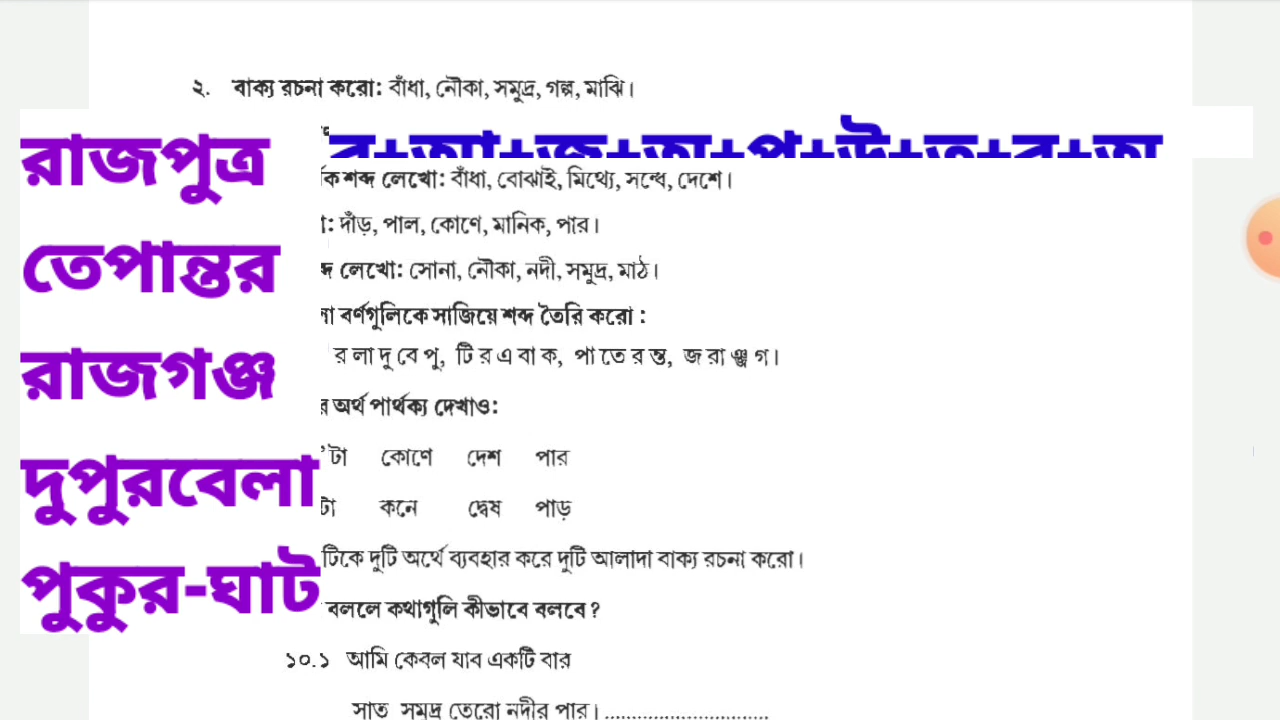 ২. বাক্য রচনা করো: বাঁধা, নৌকা, সমুদ্র, গল্প, মাঝি।
রাজপুত্র
র+আ+জ+অ+প+উ+ত+র+অ
শব্দ লেখো: বাঁধা, বোঝাই, মিথ্যে, সন্ধে, দেশে।
দাঁড়, পাল, কোণে, মানিক, পার।
তেপান্তর
লেখো: সোনা, নৌকা, নদী, সমুদ্র, মাঠ।
বর্ণগুলিকে সাজিয়ে শব্দ তৈরি করো :
র লা দু বে পু, টি র এ বা ক, পা তে র ন্ত, জ রা ঞ্জ গ।
রাজগঞ্জ
অর্থ পার্থক্য দেখাও:
টা কোণে দেশ পার
দুপুরবেলা
টা কনে দ্বেষ পাড়
টিকে দুটি অর্থে ব্যবহার করে দুটি আলাদা বাক্য রচনা করো।
পুকুর-ঘাট
বললে কথাগুলি কীভাবে বলবে?
১০.১ আমি কেবল যাব একটি বার
সাত সমুদ্র তেরো নদীর পার। ..............................